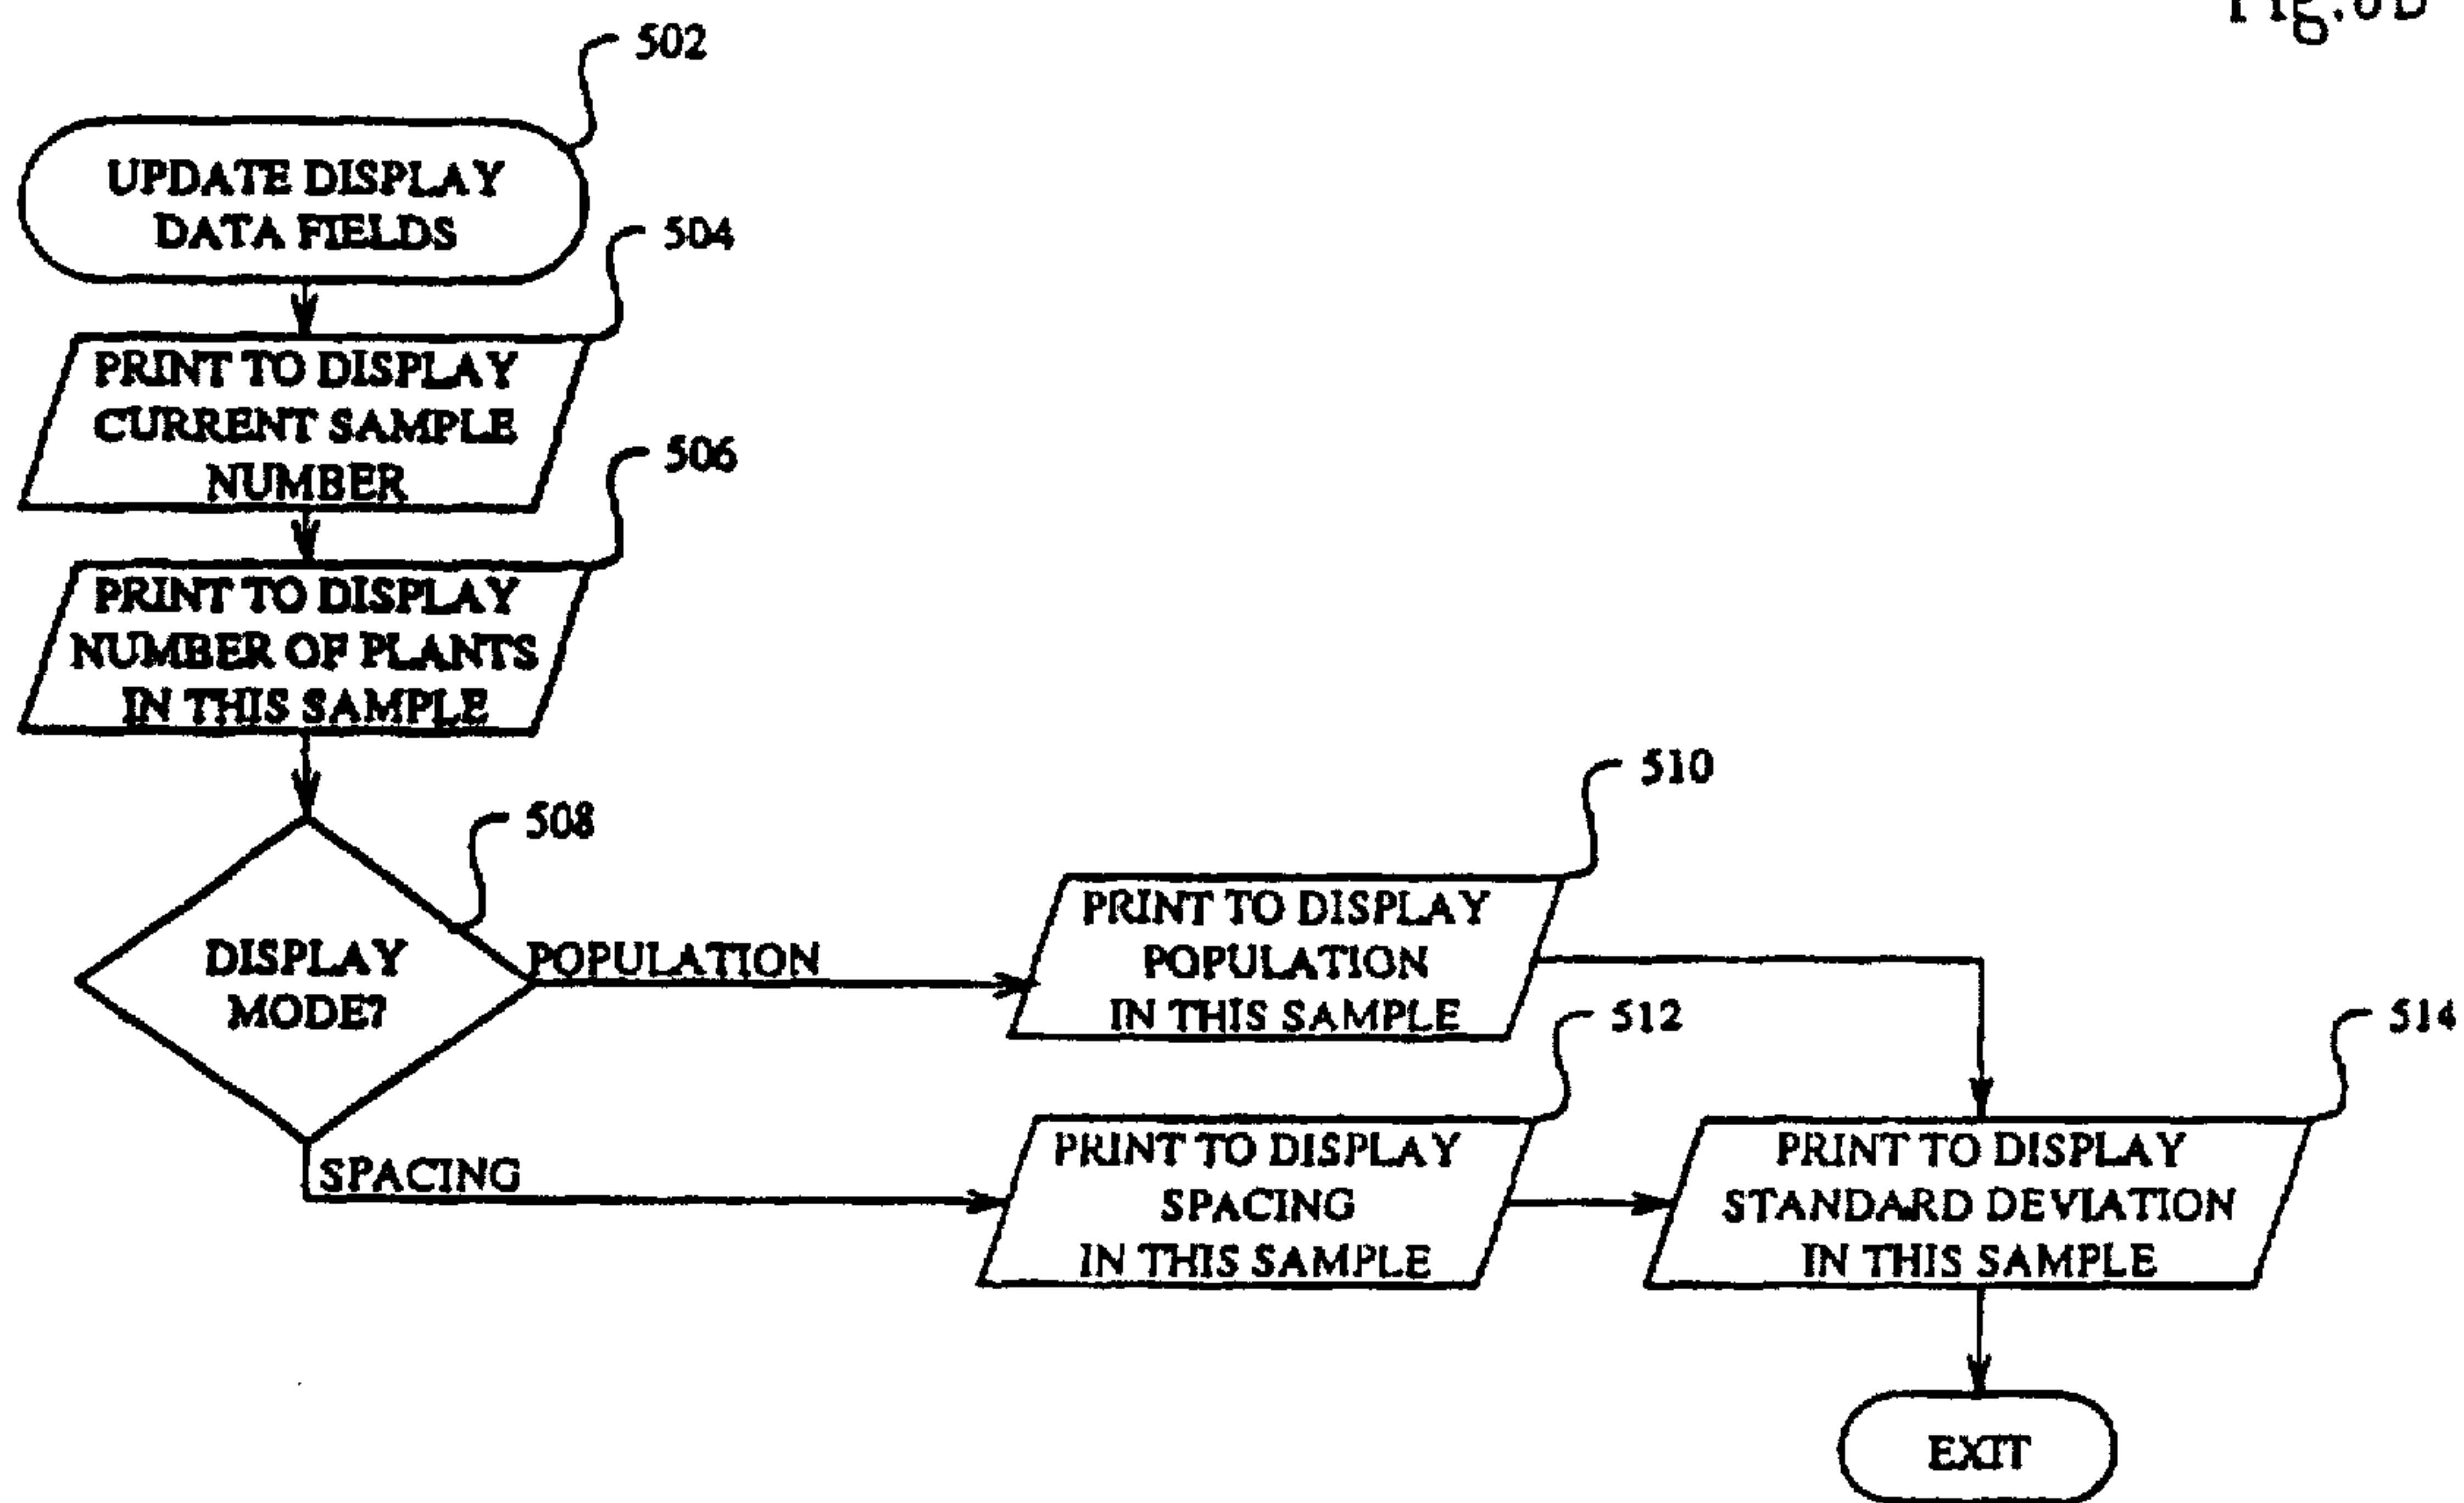 502
UPDATE DISPLAY
DATA FIELDS
504
PRINT TO DISPLAY
CURRENT SAMPLE
NUMBER
506
PRINT TO DISPLAY
NUMBER OF PLANTS
IN THIS SAMPLE
508
DISPLAY
MODE?
POPULATION
SPACING
510
PRINT TO DISPLAY
POPULATION
IN THIS SAMPLE
512
PRINT TO DISPLAY
SPACING
IN THIS SAMPLE
514
PRINT TO DISPLAY
STANDARD DEVIATION
IN THIS SAMPLE
EXIT